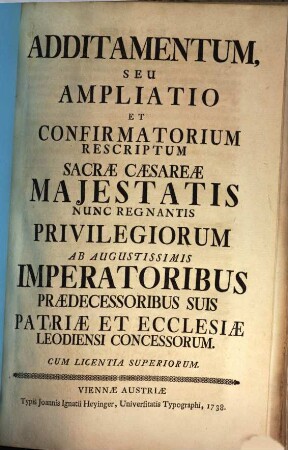 ADDITAMENTUM,
SEU
AMPLIATIO
ET
CONFIRMATORIUM
RESCRIPTUM
SACRÆ CÆSAREÆ
MAJESTATIS
NUNC REGNANTIS
PRIVILEGIORUM
AB AUGUSTISSIMIS
IMPERATORIBUS
PRÆDECESSORIBUS SUIS
PATRIÆ ET ECCLESIÆ
LEODIENSI CONCESSORUM.
CUM LICENTIA SUPERIORUM.
VIENNÆ AUSTRIÆ
Typis Joannis Ignatii Heyinger, Universitatis Typographi, 1738.